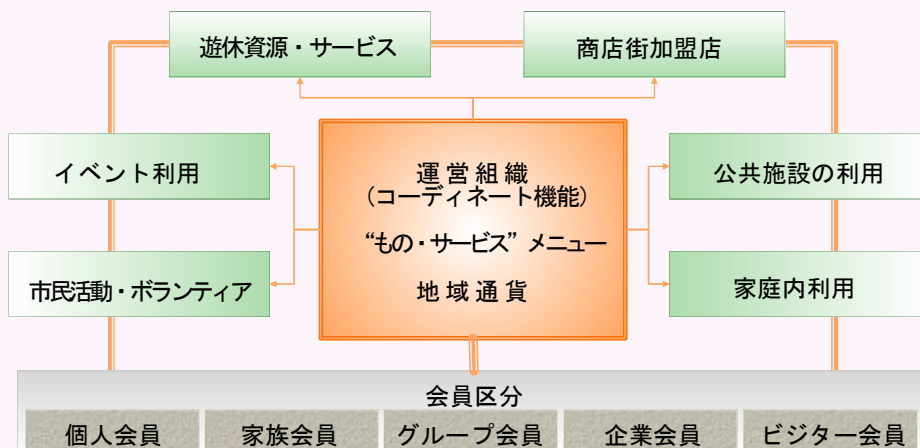 遊休資源・サービス
商店街加盟店
イベント利用
運営組織
(コーディネート機能)
公共施設の利用
“もの・サービス”メニュー
市民活動・ボランティア
地域通貨
家庭内利用
会員区分
個人会員
家族会員
グループ会員
企業会員
ビジター会員